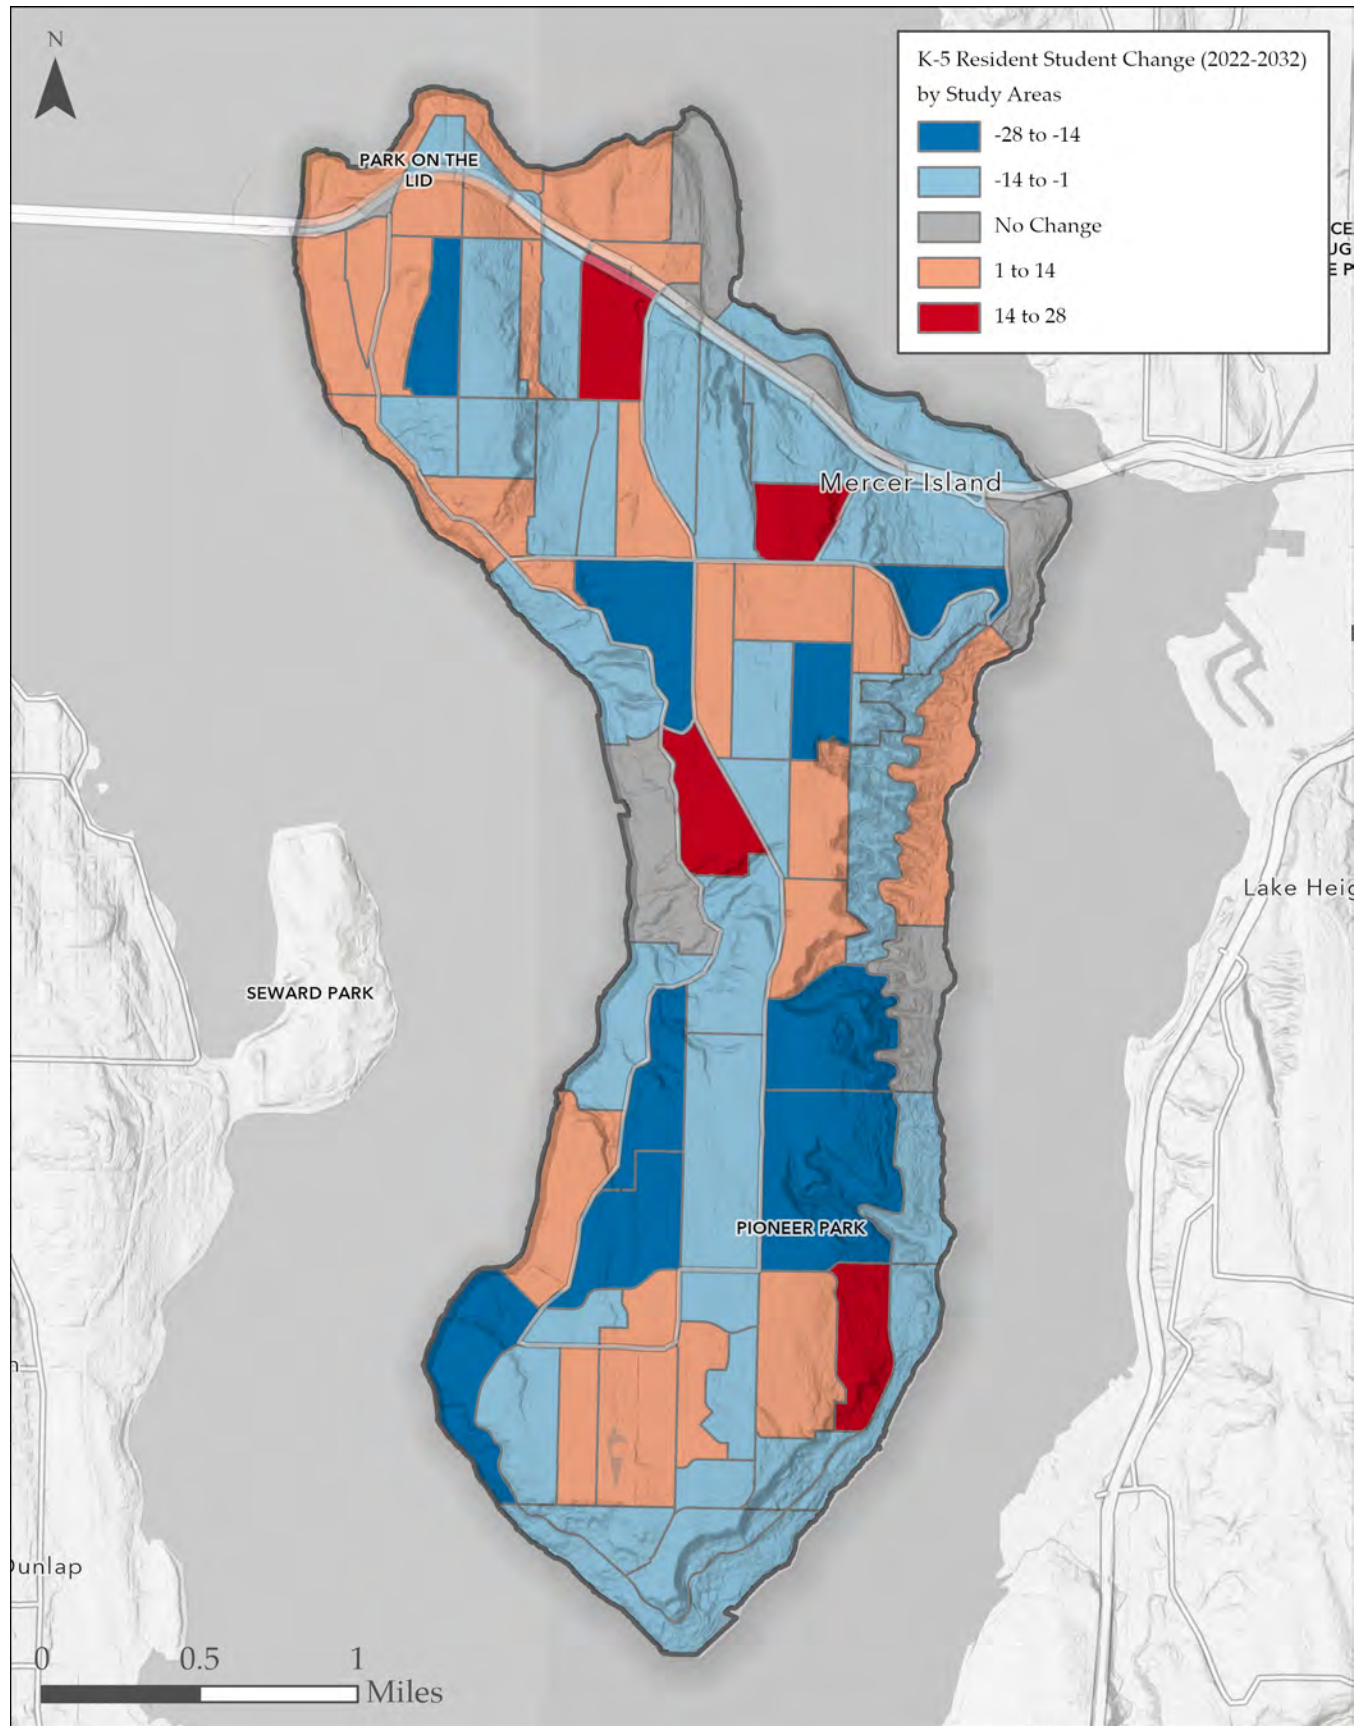 N
K-5 Resident Student Change (2022-2032)
by Study Areas
-28 to -14
-14 to -1
No Change
1 to 14
14 to 28
PARK ON THE
LID
CE
UG
E P
Mercer Island
Lake Heig
SEWARD PARK
PIONEER PARK
Dunlap
0 0.5 1
Miles